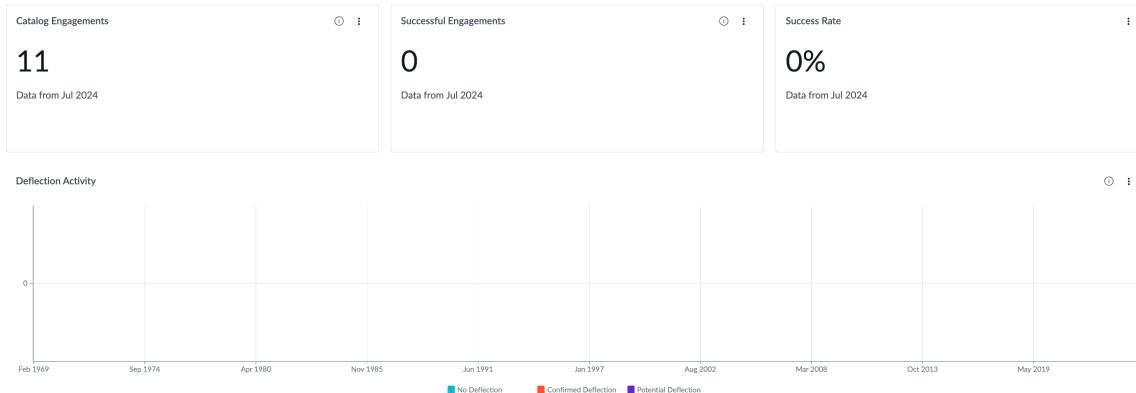 Catalog Engagements
11
Data from Jul 2024
Successful Engagements
0
Data from Jul 2024
Success Rate
0%
Data from Jul 2024
Deflection Activity
0
Feb 1969 Sep 1974 Apr 1980 Nov 1985 Jun 1991 Jan 1997 Aug 2002 Mar 2008 Oct 2013 May 2019
No Deflection Confirmed Deflection Potential Deflection